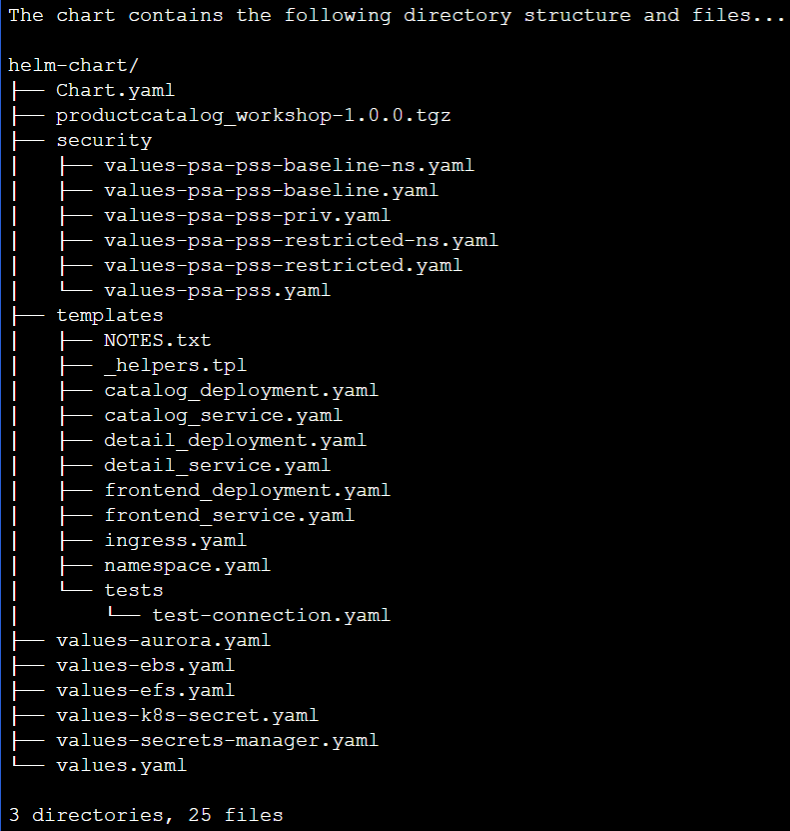 The chart contains the following directory structure and files...
helm-chart/
├── Chart.yaml
├── productcatalog_workshop-1.0.0.tgz
├── security
│   ├── values-psa-pss-baseline-ns.yaml
│   ├── values-psa-pss-baseline.yaml
│   ├── values-psa-pss-priv.yaml
│   ├── values-psa-pss-restricted-ns.yaml
│   ├── values-psa-pss-restricted.yaml
│   └── values-psa-pss.yaml
├── templates
│   ├── NOTES.txt
│   ├── _helpers.tpl
│   ├── catalog_deployment.yaml
│   ├── catalog_service.yaml
│   ├── detail_deployment.yaml
│   ├── detail_service.yaml
│   ├── frontend_deployment.yaml
│   ├── frontend_service.yaml
│   ├── ingress.yaml
│   ├── namespace.yaml
│   └── tests
│       └── test-connection.yaml
├── values-aurora.yaml
├── values-ebs.yaml
├── values-efs.yaml
├── values-k8s-secret.yaml
├── values-secrets-manager.yaml
└── values.yaml
3 directories, 25 files